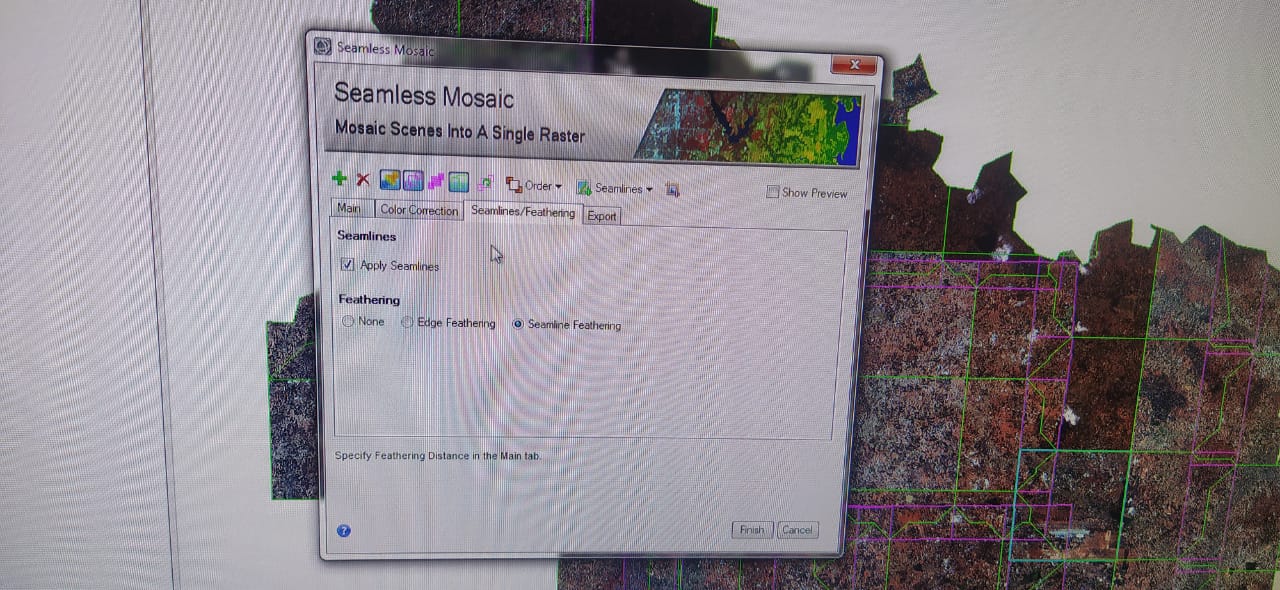 Seamless Mosaic
Seamless Mosaic
Mosaic Scenes Into A Single Raster
Order Seamlines Show Preview
Main Color Correction Seamlines/Feathering Export
Seamlines
Apply Seamlines
Feathering
None Edge Feathering Seamline Feathering
Specify Feathering Distance in the Main tab.
? Finish Cancel